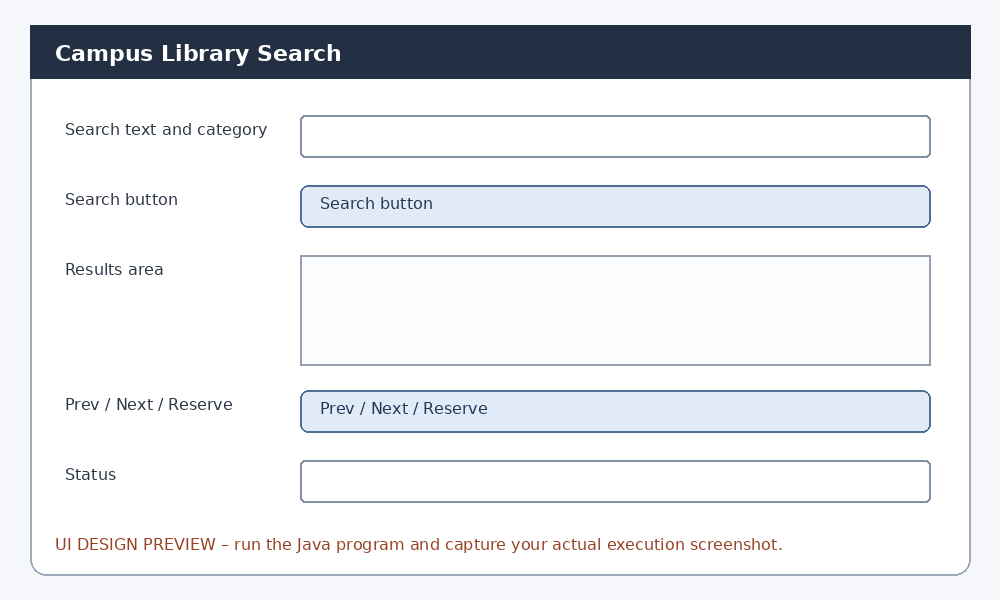 Campus Library Search
Search text and category
Search button
Search button
Results area
Prev / Next / Reserve
Prev / Next / Reserve
Status
UI DESIGN PREVIEW – run the Java program and capture your actual execution screenshot.